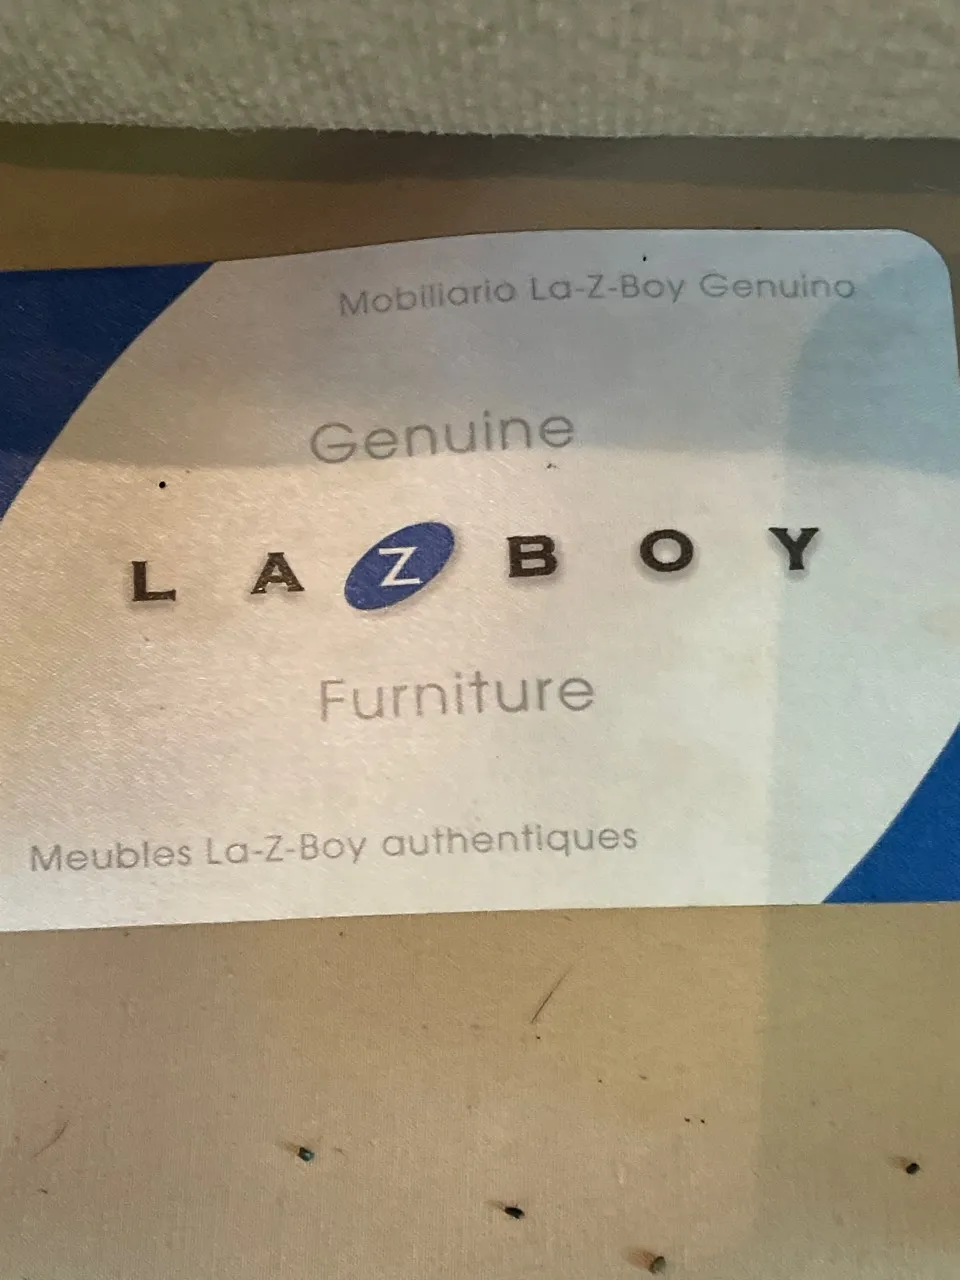 Mobiliario La-Z-Boy Genuino
Genuine
LAZBOY
Furniture
Meubles La-Z-Boy authentiques